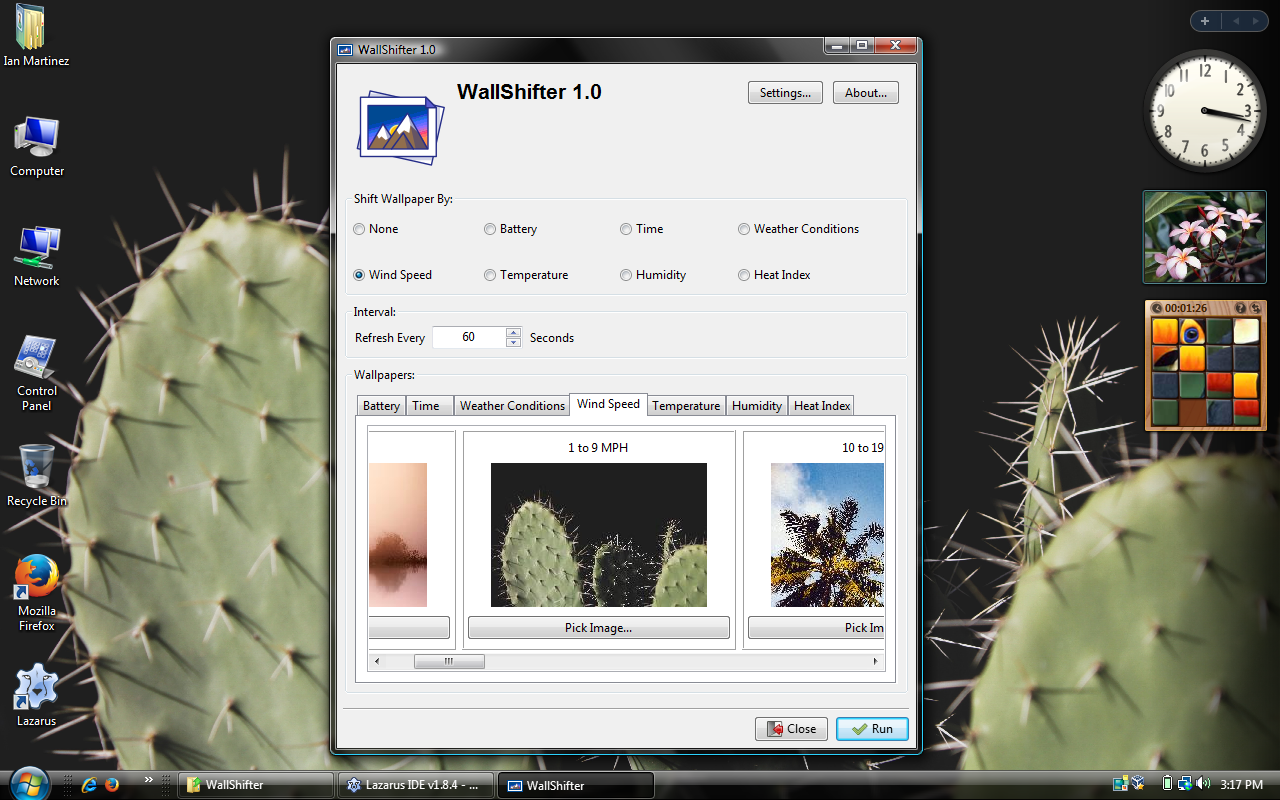 Ian Martinez
Computer
Network
Control
Panel
Recycle Bin
Mozilla
Firefox
Lazarus
WallShifter 1.0
WallShifter 1.0
Settings...
About...
Shift Wallpaper By:
None
Battery
Time
Weather Conditions
Wind Speed
Temperature
Humidity
Heat Index
Interval:
Refresh Every
60
Seconds
Wallpapers:
Battery
Time
Weather Conditions
Wind Speed
Temperature
Humidity
Heat Index
1 to 9 MPH
10 to 19
Pick Image...
Pick Im
Close
Run
12
11
1
10
2
9
3
8
4
7
5
6
00:01:26
?
WallShifter
Lazarus IDE v1.8.4 - ...
WallShifter
3:17 PM